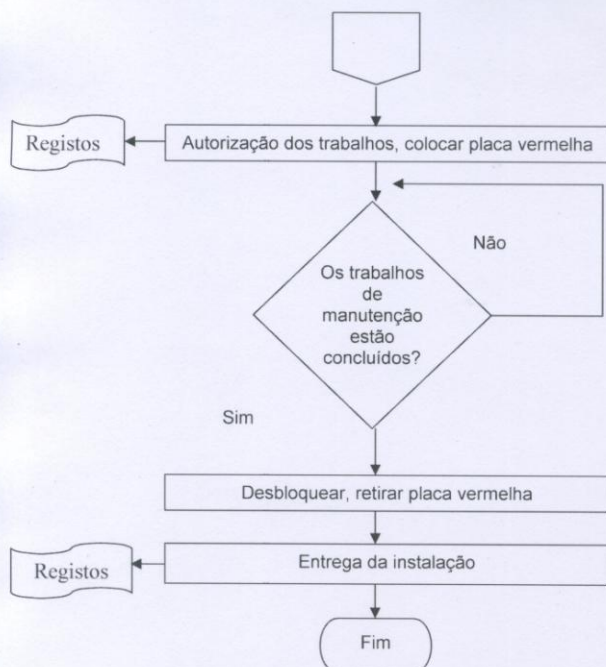 Registos
Autorização dos trabalhos, colocar placa vermelha
Não
Os trabalhos
de
manutenção
estão
concluídos?
Sim
Desbloquear, retirar placa vermelha
Registos
Entrega da instalação
Fim